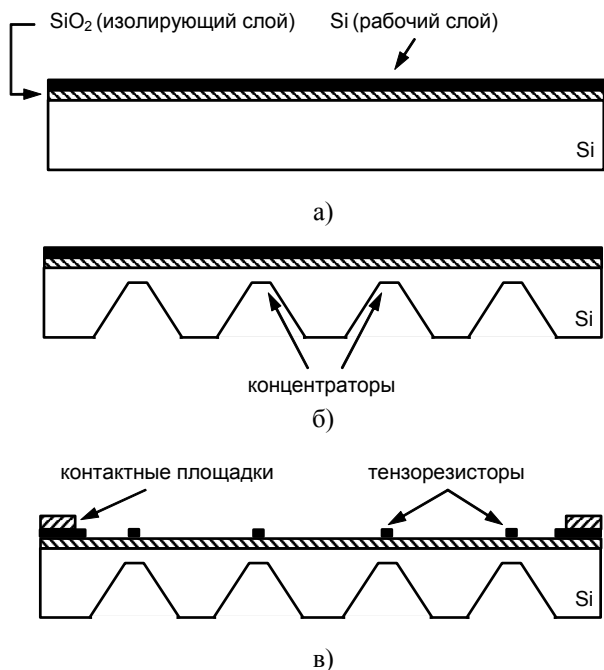 SiO₂ (изолирующий слой)
Si (рабочий слой)
Si
а)
Si
концентраторы
б)
контактные площадки
тензорезисторы
Si
в)